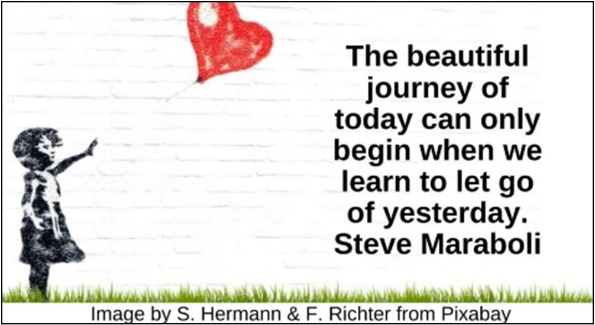 The beautiful
journey of
today can only
begin when we
learn to let go
of yesterday.
Steve Maraboli
Image by S. Hermann & F. Richter from Pixabay